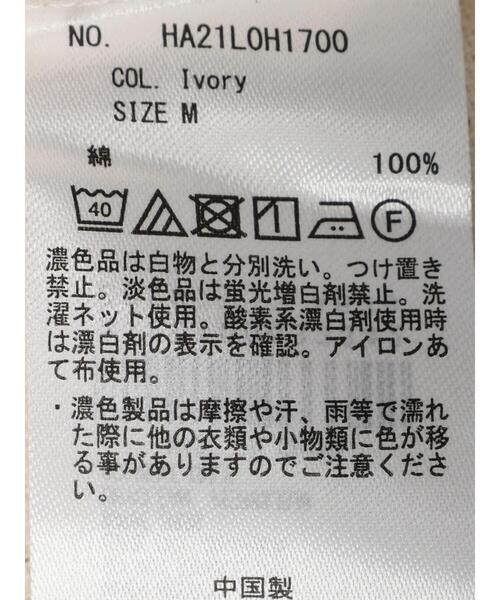 NO. HA21L0H1700
COL. Ivory
SIZE M
綿 100%
40 F
濃色品は白物と分別洗い。つけ置き
禁止。淡色品は蛍光増白剤禁止。洗
濯ネット使用。酸素系漂白剤使用時
は漂白剤の表示を確認。アイロンあ
て布使用。
・濃色製品は摩擦や汗、雨等で濡れ
た際に他の衣類や小物類に色が移
る事がありますのでご注意くださ
い。
中国製